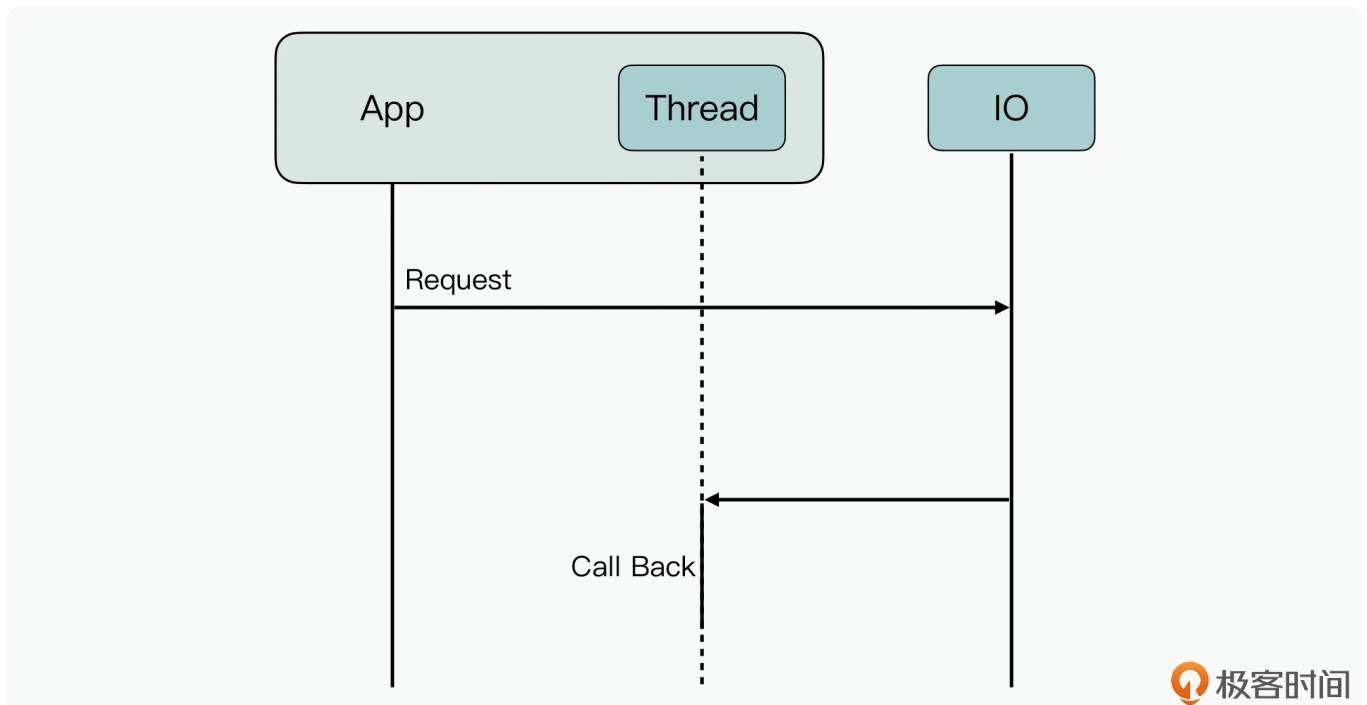 App
Thread
IO
Request
Call Back
极客时间